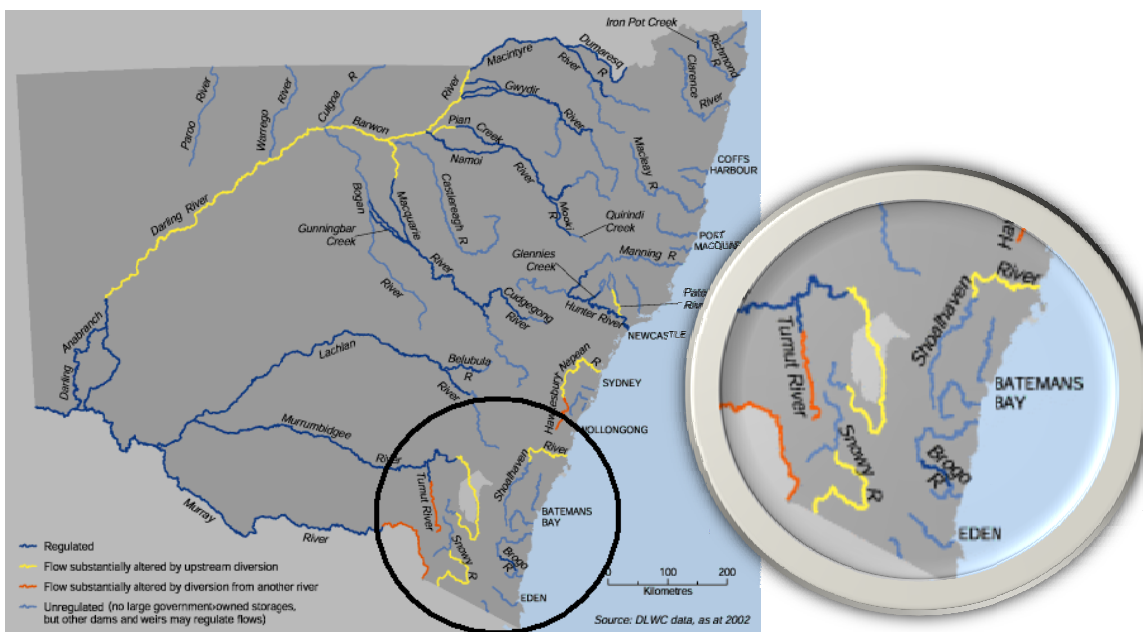 Iron Pot Creek
Richmond
R
Clarence
River
Dumaresq
R
Macintyre
River
River
Gwydir
River
Culgoa
R
Warrego
River
Paroo
River
Barwon
Pian
Creek
Namoi
River
Macleay
R
COFFS
HARBOUR
Darling River
Bogan
River
Macquarie
River
Castlereagh
R
Gunningbar
Creek
Mooki
R
Quirindi
Creek
PORT
MACQUAR
Manning R
Glennies
Creek
Pate
Rive
Hunter River
NEWCASTLE
Cudgegong
River
Darling
Anabranch
Lachlan
River
Belubula
R
Hawkesbury Nepean
R
SYDNEY
WOLLONGONG
Murrumbidgee
River
Shoalhaven
River
Tumut River
BATEMANS
BAY
Murray
River
Snowy
R
Brogo
R
EDEN
Regulated
Flow substantially altered by upstream diversion
Flow substantially altered by diversion from another river
Unregulated (no large government-owned storages,
but other dams and weirs may regulate flows)
0 100 200
Kilometres
Source: DLWC data, as at 2002
Haw
River
Shoalhaven
Tumut River
BATEMANS
BAY
Snowy
R
Brogo
R
EDEN